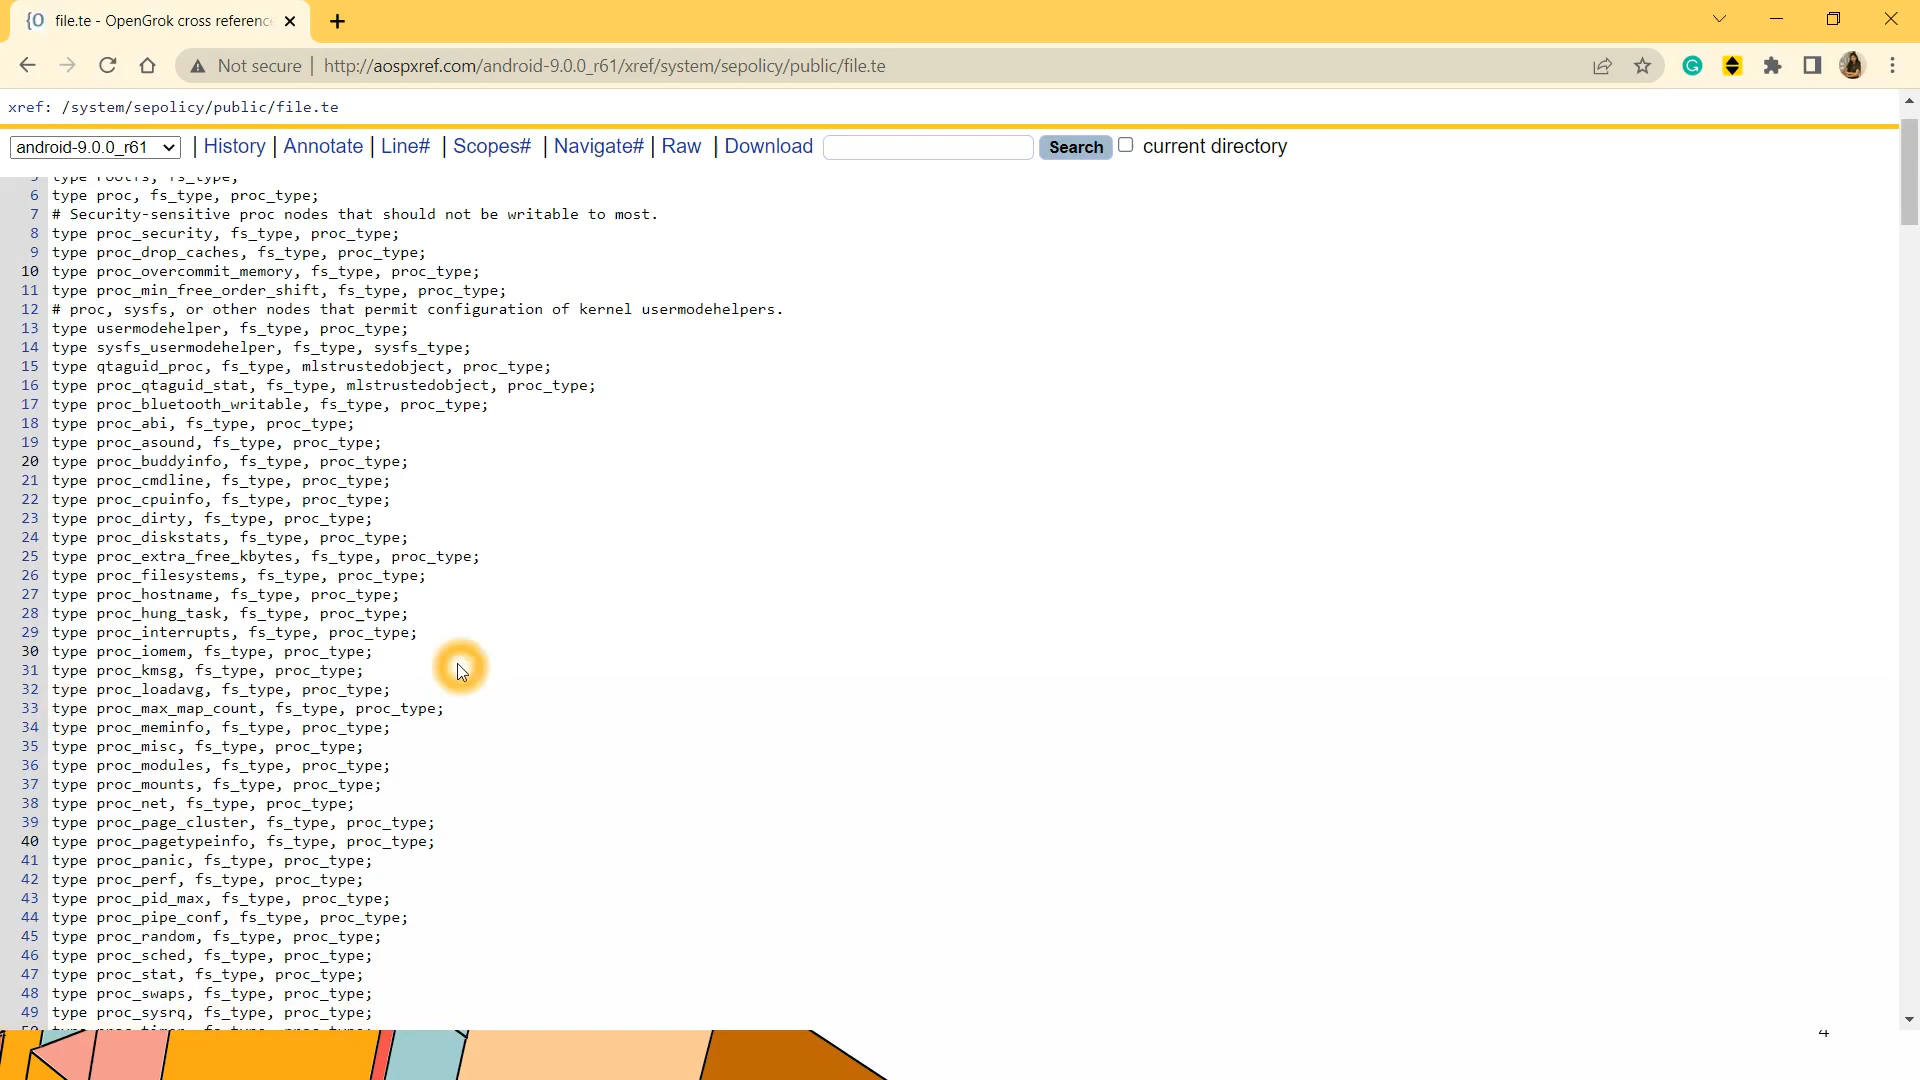 file.te - OpenGrok cross reference
Not secure | http://aospxref.com/android-9.0.0_r61/xref/system/sepolicy/public/file.te
xref: /system/sepolicy/public/file.te
android-9.0.0_r61 | History | Annotate | Line# | Scopes# | Navigate# | Raw | Download Search current directory
5 type rootfs, fs_type;
6 type proc, fs_type, proc_type;
7 # Security-sensitive proc nodes that should not be writable to most.
8 type proc_security, fs_type, proc_type;
9 type proc_drop_caches, fs_type, proc_type;
10 type proc_overcommit_memory, fs_type, proc_type;
11 type proc_min_free_order_shift, fs_type, proc_type;
12 # proc, sysfs, or other nodes that permit configuration of kernel usermodehelpers.
13 type usermodehelper, fs_type, proc_type;
14 type sysfs_usermodehelper, fs_type, sysfs_type;
15 type qtaguid_proc, fs_type, mlstrustedobject, proc_type;
16 type proc_qtaguid_stat, fs_type, mlstrustedobject, proc_type;
17 type proc_bluetooth_writable, fs_type, proc_type;
18 type proc_abi, fs_type, proc_type;
19 type proc_asound, fs_type, proc_type;
20 type proc_buddyinfo, fs_type, proc_type;
21 type proc_cmdline, fs_type, proc_type;
22 type proc_cpuinfo, fs_type, proc_type;
23 type proc_dirty, fs_type, proc_type;
24 type proc_diskstats, fs_type, proc_type;
25 type proc_extra_free_kbytes, fs_type, proc_type;
26 type proc_filesystems, fs_type, proc_type;
27 type proc_hostname, fs_type, proc_type;
28 type proc_hung_task, fs_type, proc_type;
29 type proc_interrupts, fs_type, proc_type;
30 type proc_iomem, fs_type, proc_type;
31 type proc_kmsg, fs_type, proc_type;
32 type proc_loadavg, fs_type, proc_type;
33 type proc_max_map_count, fs_type, proc_type;
34 type proc_meminfo, fs_type, proc_type;
35 type proc_misc, fs_type, proc_type;
36 type proc_modules, fs_type, proc_type;
37 type proc_mounts, fs_type, proc_type;
38 type proc_net, fs_type, proc_type;
39 type proc_page_cluster, fs_type, proc_type;
40 type proc_pagetypeinfo, fs_type, proc_type;
41 type proc_panic, fs_type, proc_type;
42 type proc_perf, fs_type, proc_type;
43 type proc_pid_max, fs_type, proc_type;
44 type proc_pipe_conf, fs_type, proc_type;
45 type proc_random, fs_type, proc_type;
46 type proc_sched, fs_type, proc_type;
47 type proc_stat, fs_type, proc_type;
48 type proc_swaps, fs_type, proc_type;
49 type proc_sysrq, fs_type, proc_type;
50 type proc_timer, fs_type, proc_type;
4